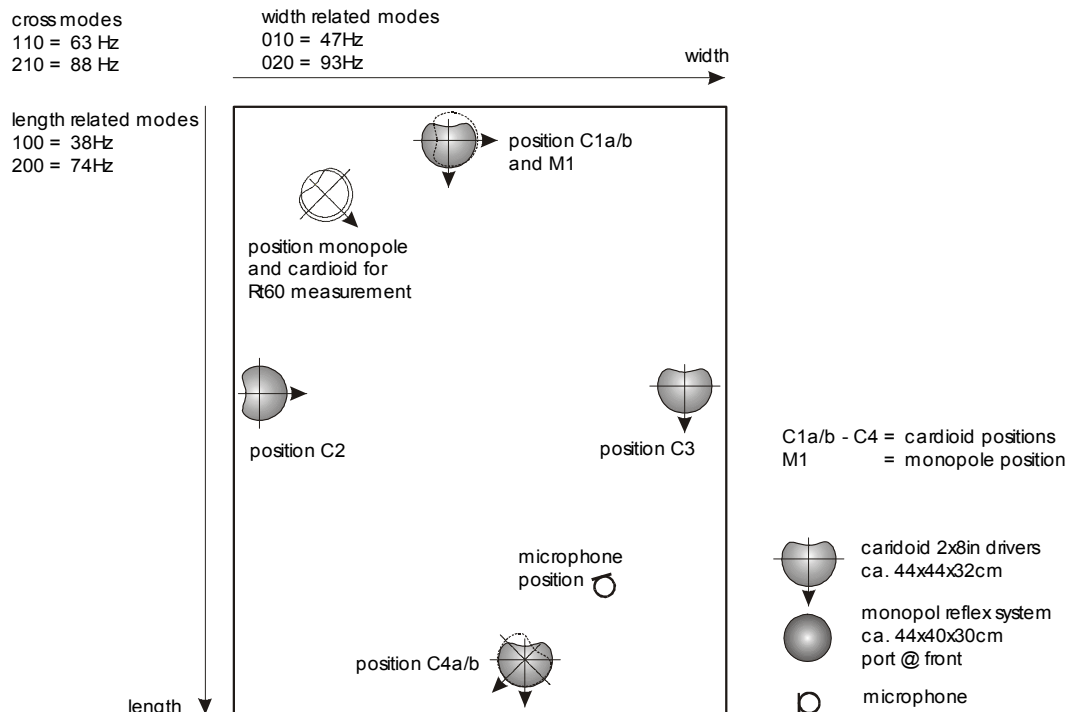 cross modes
110 = 63 Hz
210 = 88 Hz
width related modes
010 = 47Hz
020 = 93Hz
width
length related modes
100 = 38Hz
200 = 74Hz
position C1a/b
and M1
position monopole
and cardioid for
Rt60 measurement
position C2
position C3
C1a/b - C4 = cardioid positions
M1 = monopole position
microphone
position
caridoid 2x8in drivers
ca. 44x44x32cm
monopol reflex system
ca. 44x40x30cm
port @ front
position C4a/b
microphone
length